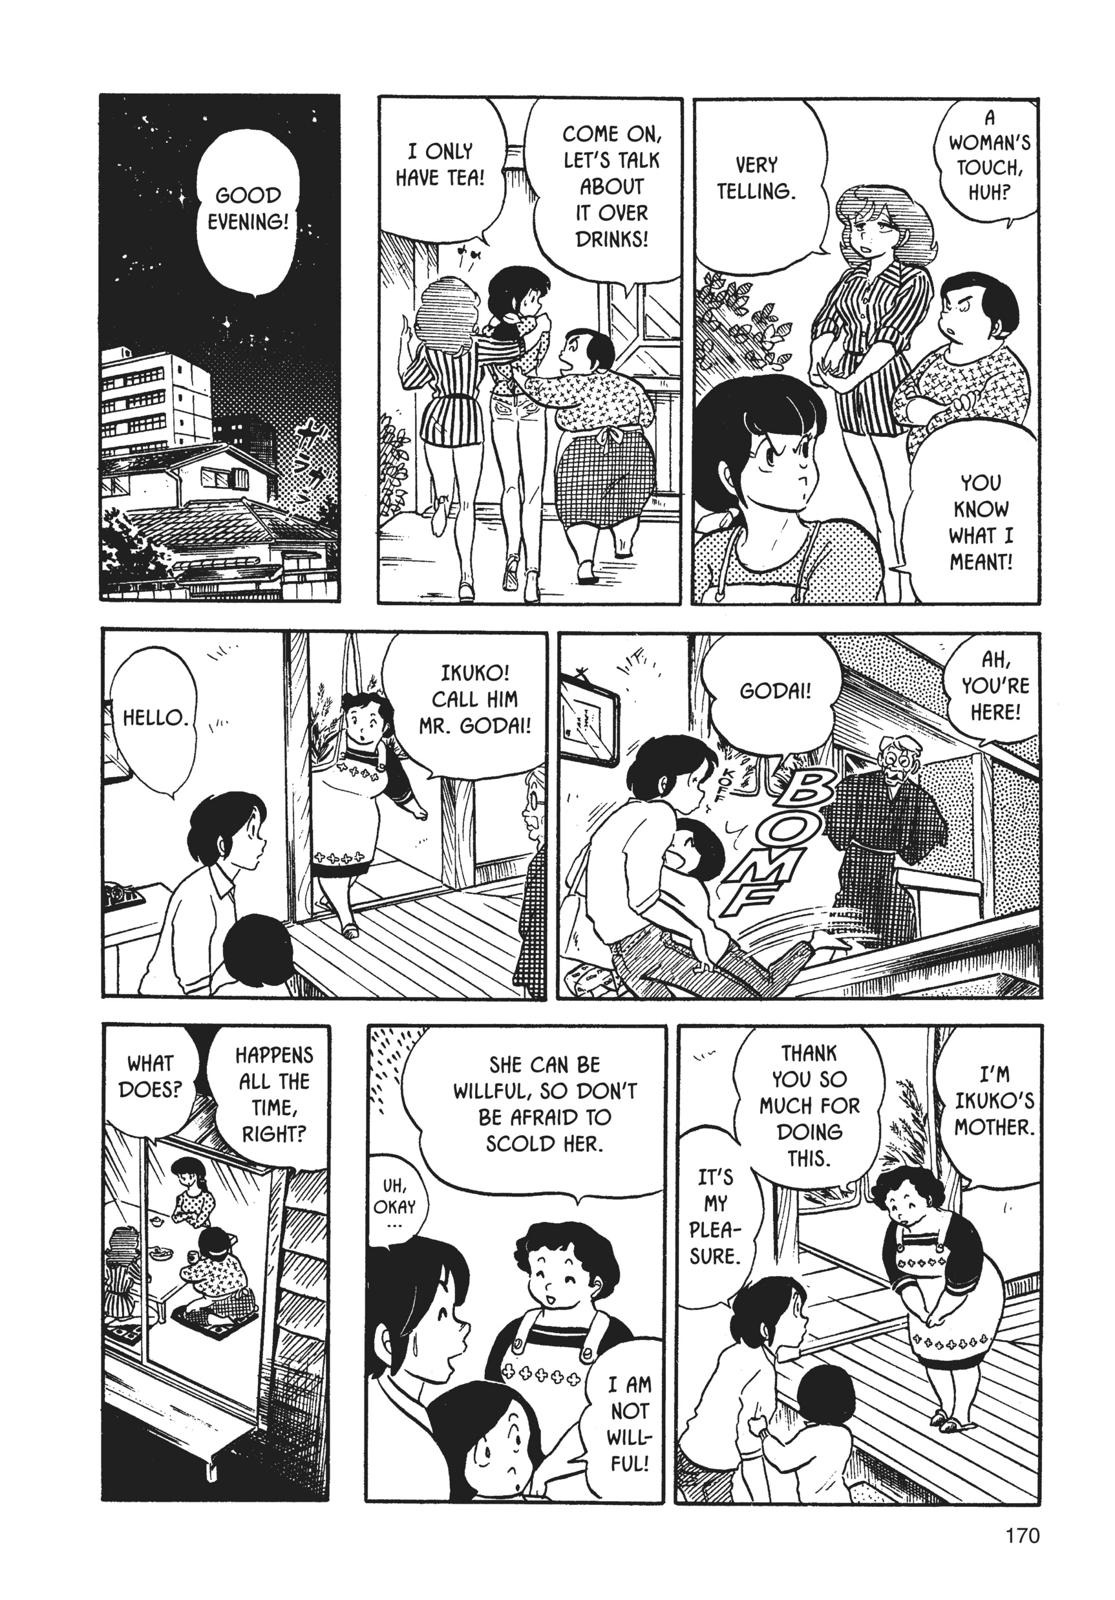 A
WOMAN'S
TOUCH,
HUH?
VERY
TELLING.
YOU
KNOW
WHAT I
MEANT!
COME ON,
LET'S TALK
ABOUT
IT OVER
DRINKS!
I ONLY
HAVE TEA!
GOOD
EVENING!
AH,
YOU'RE
HERE!
GODAI!
KOFF
BOMF
IKUKO!
CALL HIM
MR. GODAI!
HELLO.
I'M
IKUKO'S
MOTHER.
THANK
YOU SO
MUCH FOR
DOING
THIS.
IT'S
MY
PLEA-
SURE.
SHE CAN BE
WILLFUL, SO DON'T
BE AFRAID TO
SCOLD HER.
UH,
OKAY
...
I AM
NOT
WILL-
FUL!
HAPPENS
ALL THE
TIME,
RIGHT?
WHAT
DOES?
170